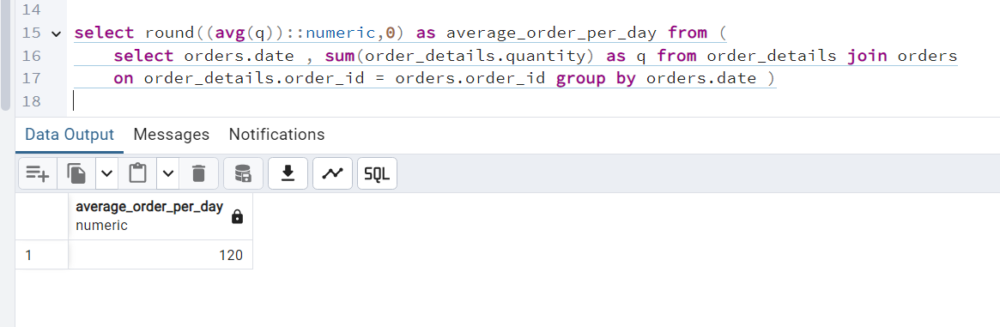 14
15 select round((avg(q))::numeric,0) as average_order_per_day from (
16 select orders.date , sum(order_details.quantity) as q from order_details join orders
17 on order_details.order_id = orders.order_id group by orders.date )
18
Data Output Messages Notifications
SQL
average_order_per_day
numeric
1 120